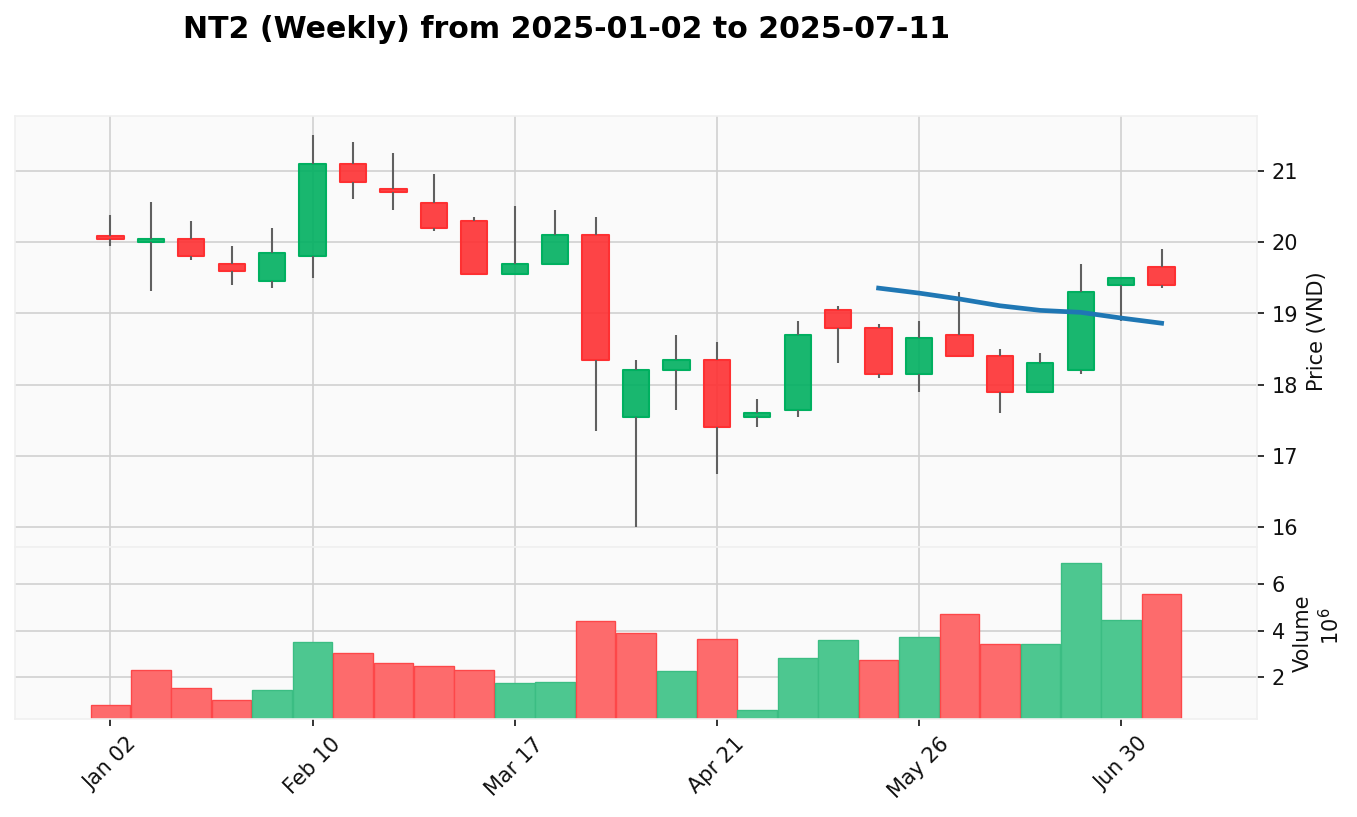 NT2 (Weekly) from 2025-01-02 to 2025-07-11
21
20
19
18
17
16
Price (VND)
6
4
2
Volume
10⁶
Jan 02
Feb 10
Mar 17
Apr 21
May 26
Jun 30